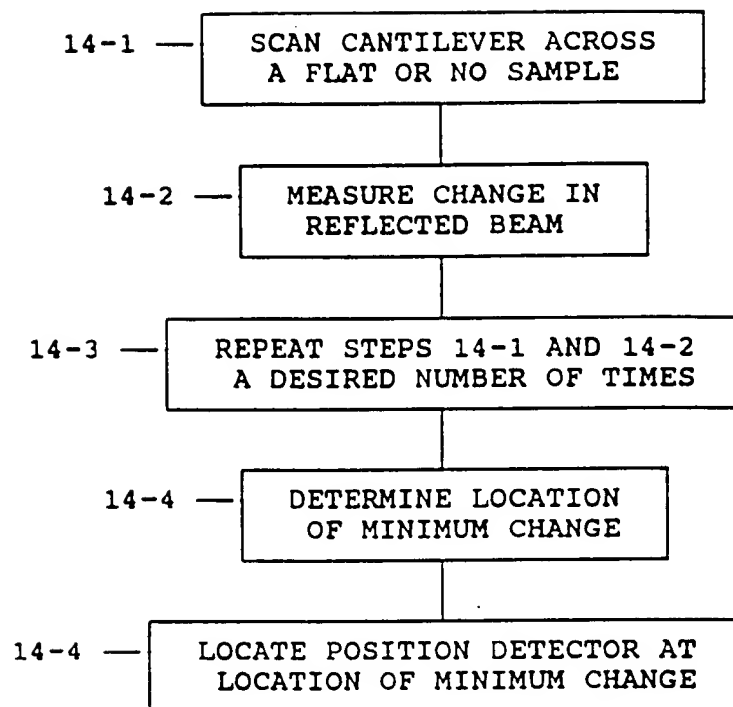 14-1 — SCAN CANTILEVER ACROSS
A FLAT OR NO SAMPLE
14-2 — MEASURE CHANGE IN
REFLECTED BEAM
14-3 — REPEAT STEPS 14-1 AND 14-2
A DESIRED NUMBER OF TIMES
14-4 — DETERMINE LOCATION
OF MINIMUM CHANGE
14-4 — LOCATE POSITION DETECTOR AT
LOCATION OF MINIMUM CHANGE